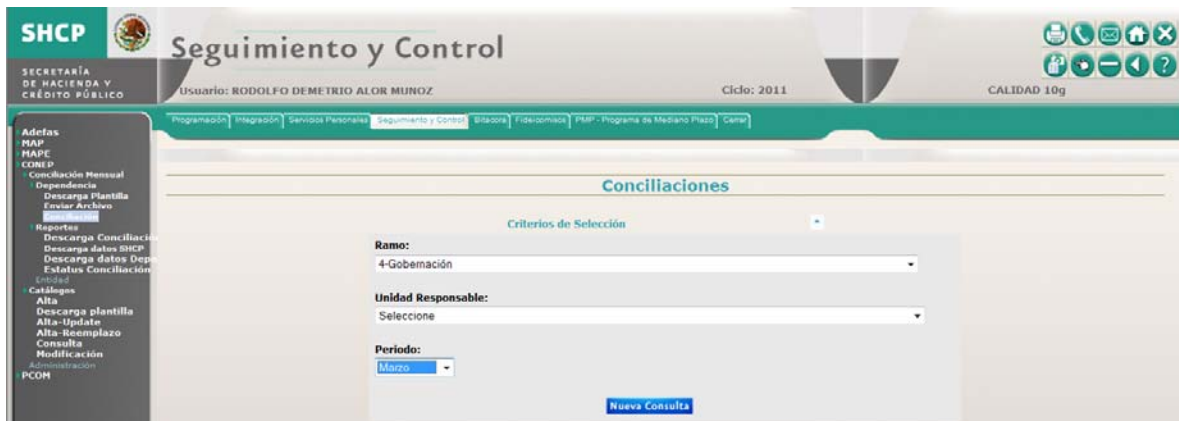 SHCP
SECRETARÍA
DE HACIENDA Y
CRÉDITO PÚBLICO
Seguimiento y Control
Usuario: RODOLFO DEMETRIO ALOR MUNOZ
Ciclo: 2011
CALIDAD 10g
Programación
Integración
Servicios Personales
Seguimiento y Control
Bitacora
Fideicomisos
PMP - Programa de Mediano Plazo
Cerrar
Adefas
MAP
MAPE
CONEP
Conciliación Mensual
Dependencia
Descarga Plantilla
Enviar Archivo
Conciliación
Reportes
Descarga Conciliación
Descarga datos SHCP
Descarga datos Depe
Estatus Conciliación
Entidad
Catálogos
Alta
Descarga plantilla
Alta-Update
Alta-Reemplazo
Consulta
Modificación
Administración
PCOM
Conciliaciones
Criterios de Selección
Ramo:
4-Gobernación
Unidad Responsable:
Seleccione
Periodo:
Marzo
Nueva Consulta